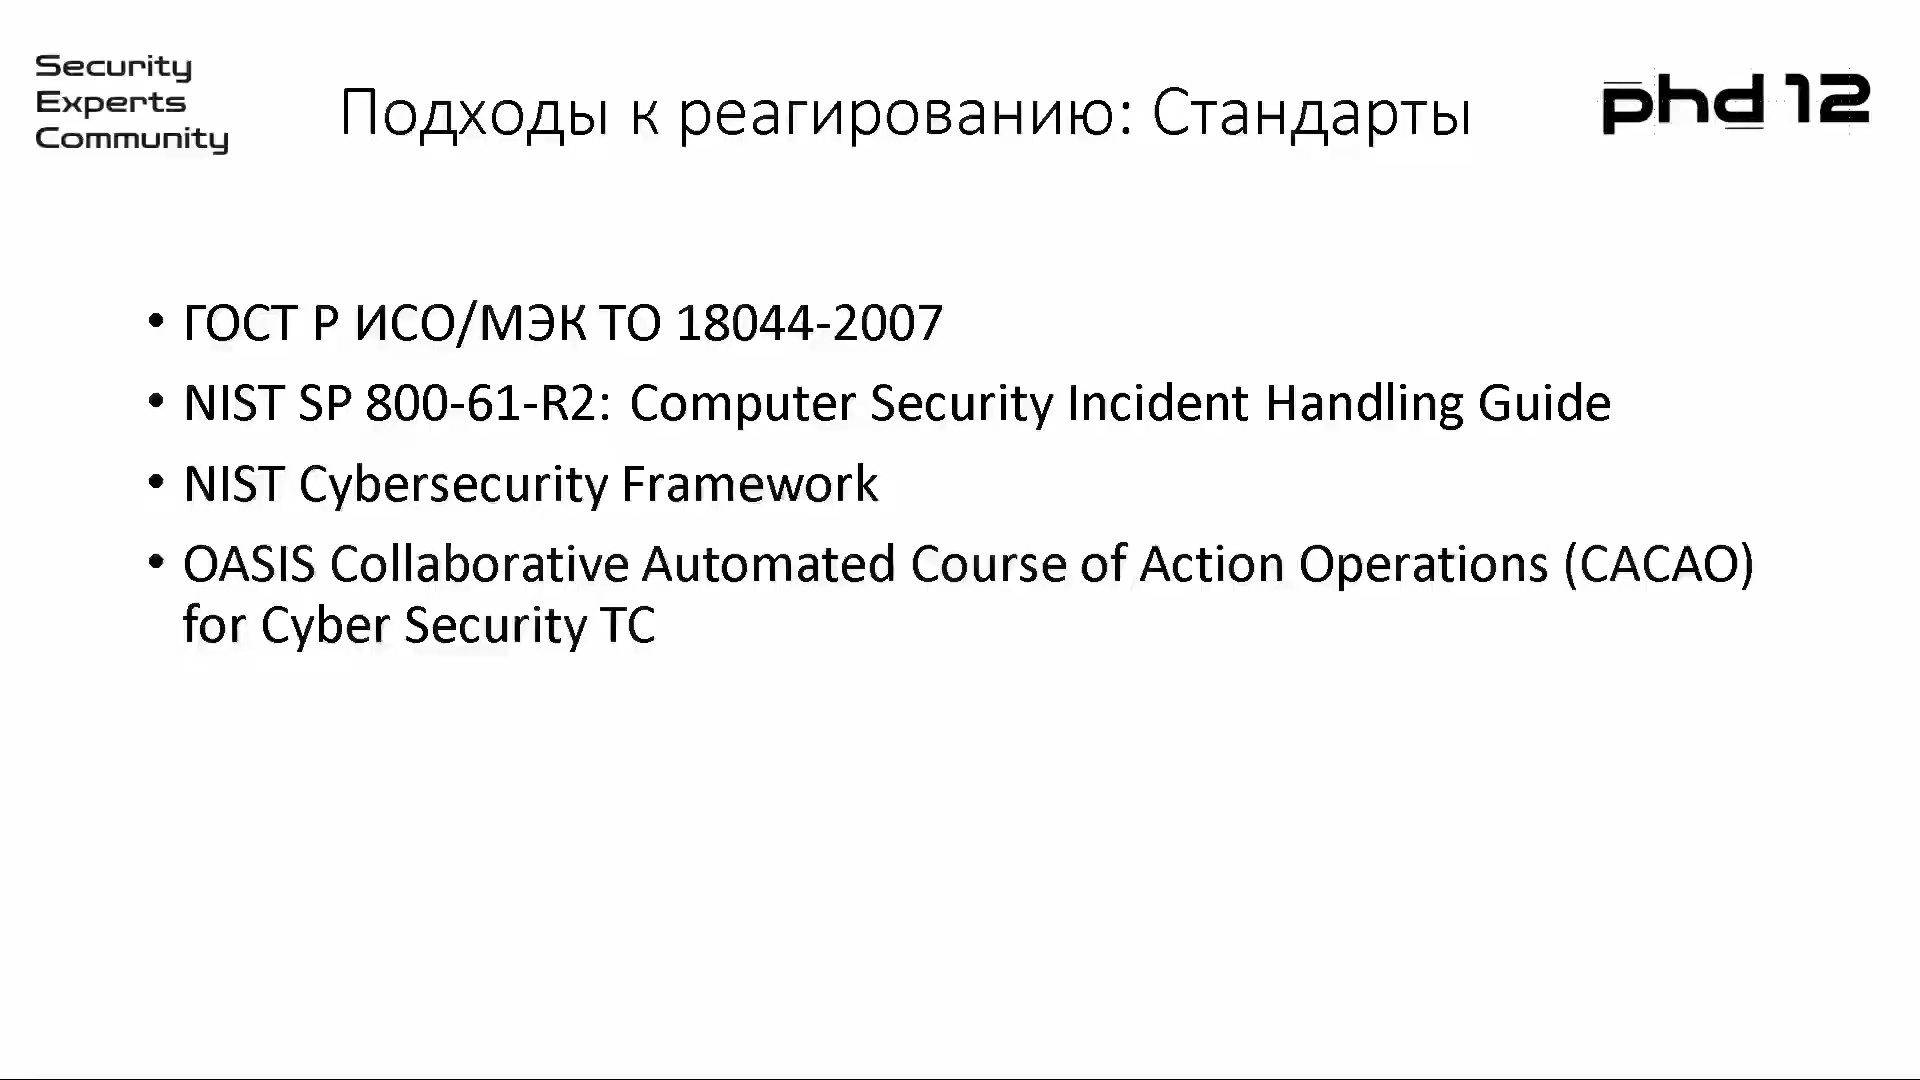 Security
Experts
Community
Подходы к реагированию: Стандарты
phd 12
• ГОСТ Р ИСО/МЭК ТО 18044-2007
• NIST SP 800-61-R2: Computer Security Incident Handling Guide
• NIST Cybersecurity Framework
• OASIS Collaborative Automated Course of Action Operations (CACAO)
for Cyber Security TC